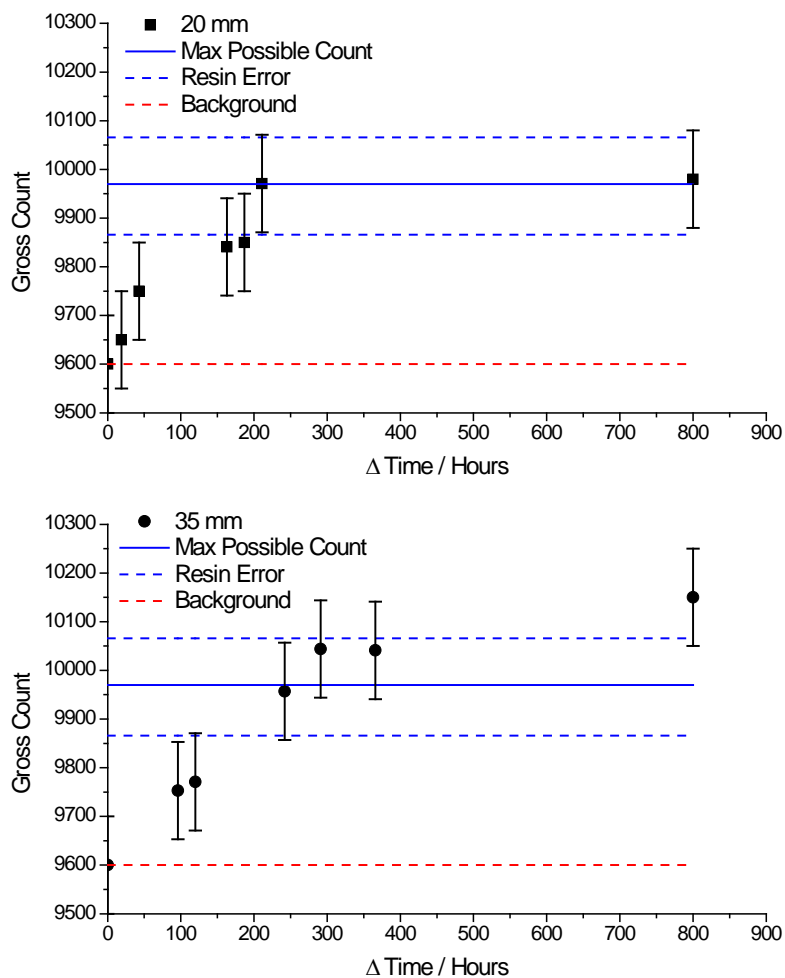 10300
10200
10100
10000
9900
9800
9700
9600
9500
Gross Count
20 mm
Max Possible Count
Resin Error
Background
0 100 200 300 400 500 600 700 800 900
Δ Time / Hours
10300
10200
10100
10000
9900
9800
9700
9600
9500
Gross Count
35 mm
Max Possible Count
Resin Error
Background
0 100 200 300 400 500 600 700 800 900
Δ Time / Hours